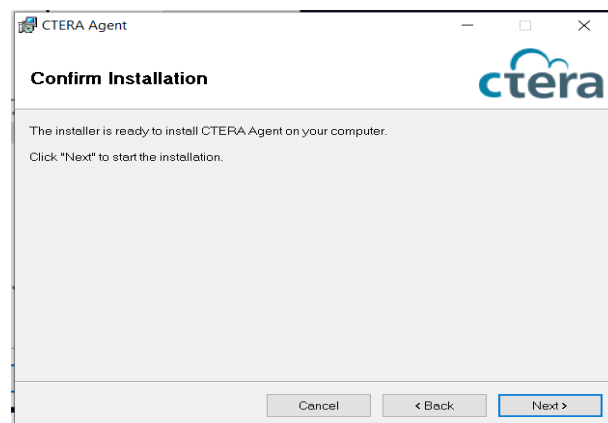 CTERA Agent
Confirm Installation
ctera
The installer is ready to install CTERA Agent on your computer.
Click "Next" to start the installation.
Cancel
< Back
Next >